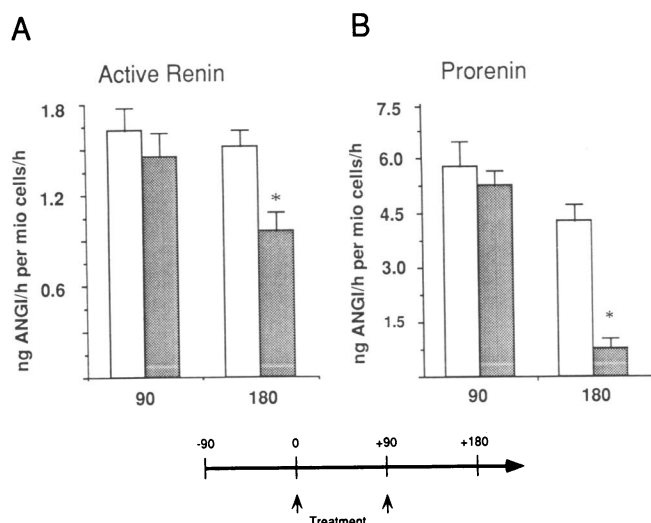 A
B
Active Renin
Prorenin
ng ANGI/h per mio cells/h
1.8
1.2
0.6
90
180
*
ng ANGI/h per mio cells/h
7.5
6.0
4.5
3.0
1.5
90
180
*
-90
0
+90
+180
Treatment